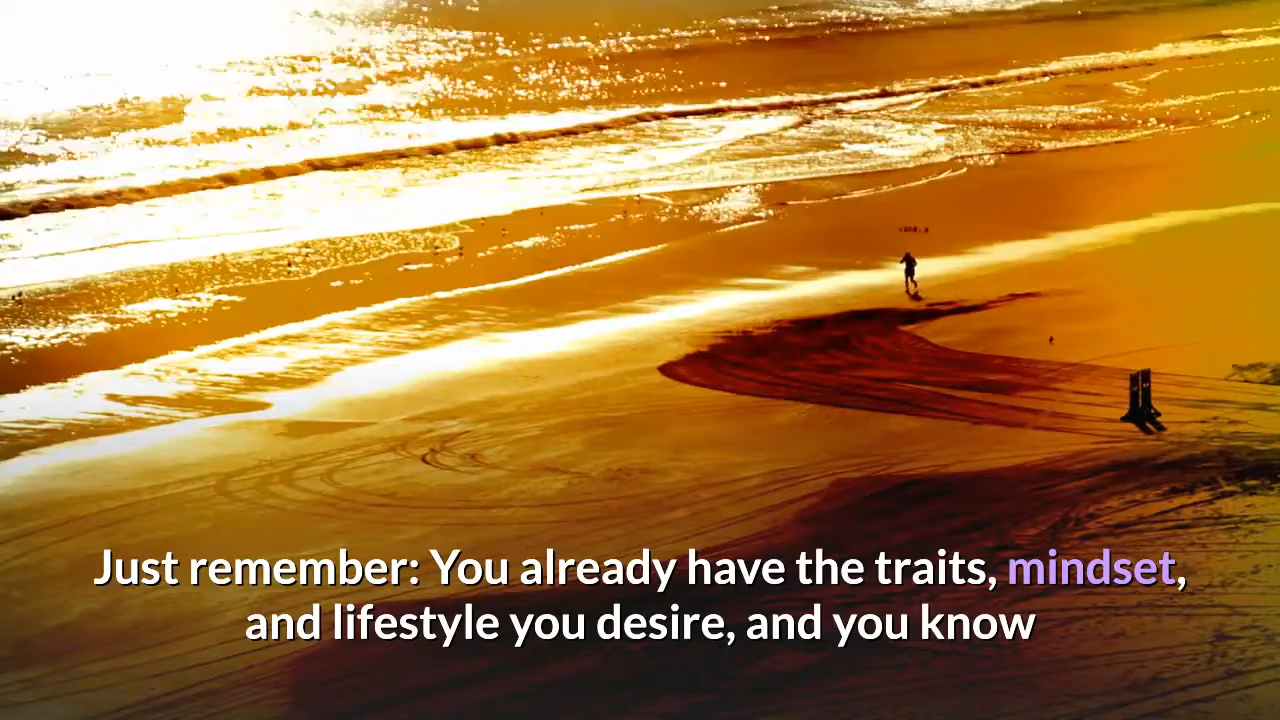 Just remember: You already have the traits, mindset,
and lifestyle you desire, and you know